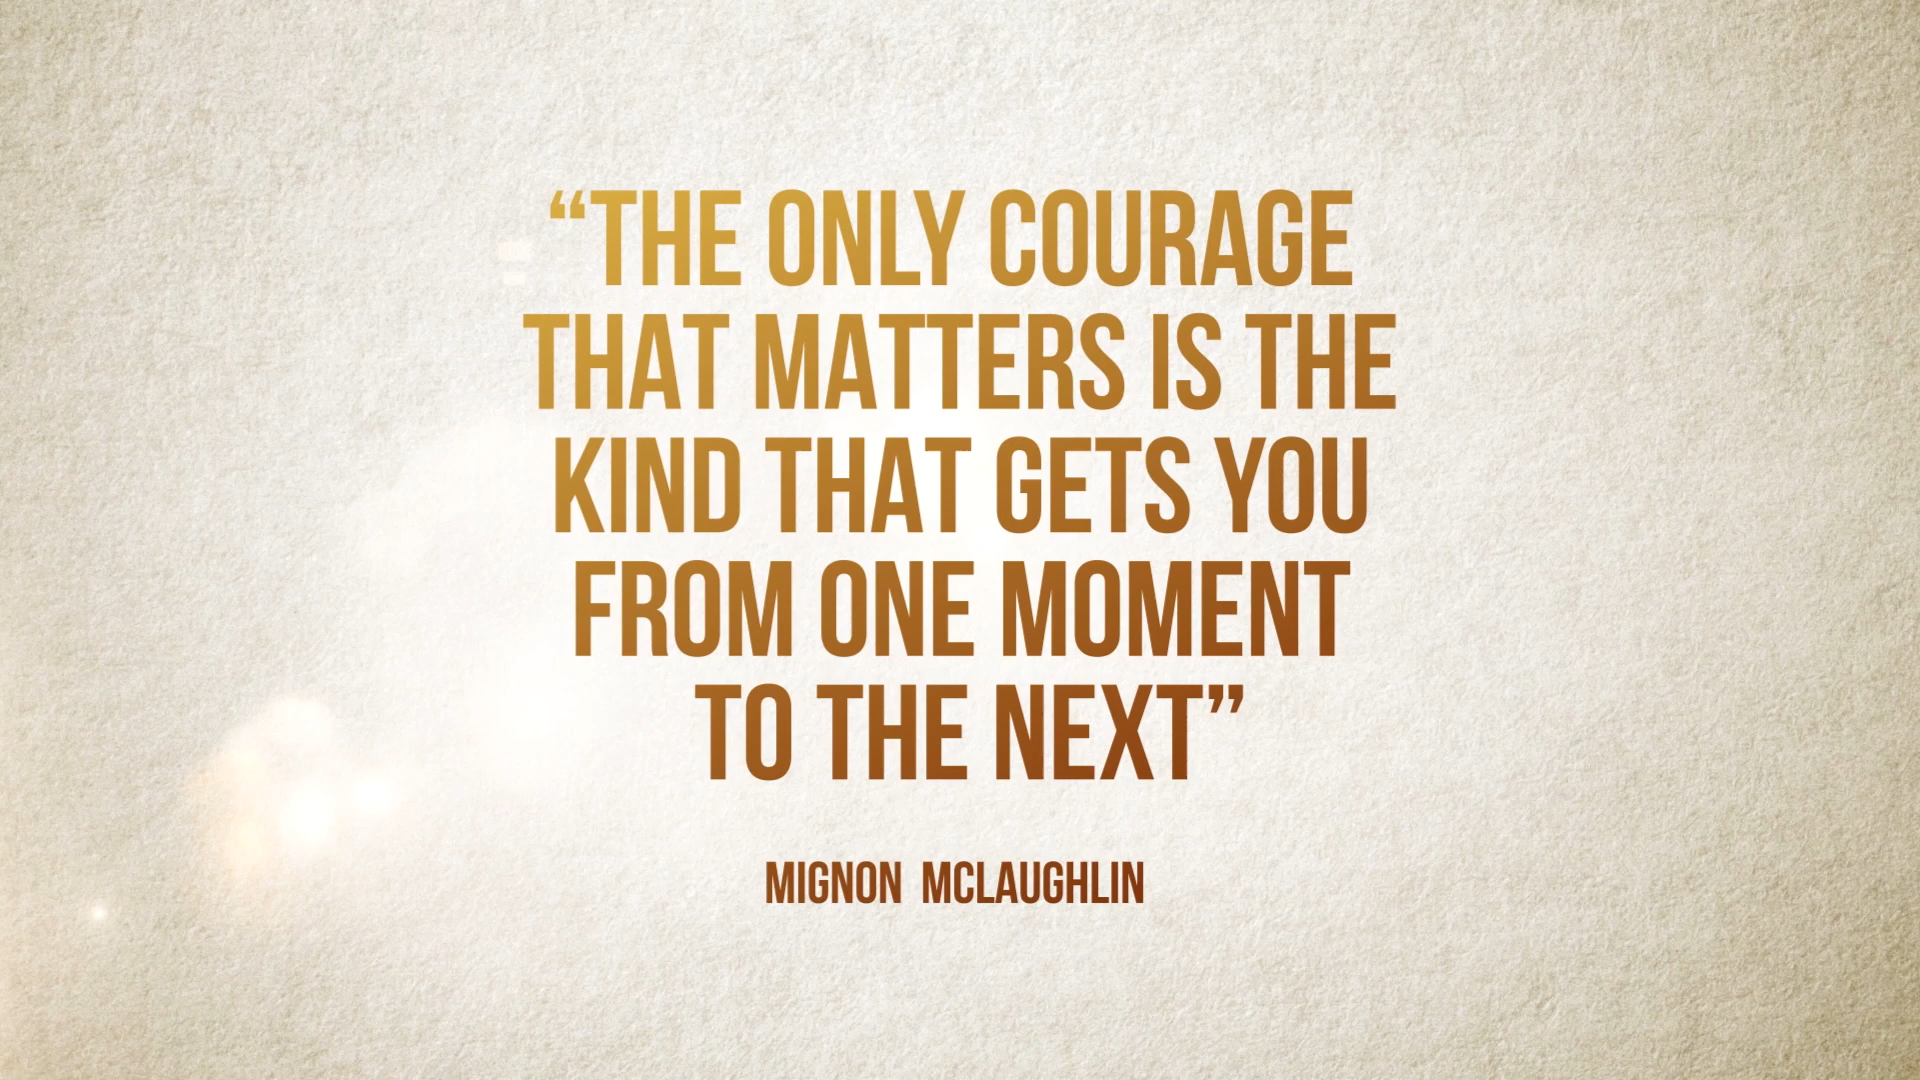 “THE ONLY COURAGE
THAT MATTERS IS THE
KIND THAT GETS YOU
FROM ONE MOMENT
TO THE NEXT”
MIGNON MCLAUGHLIN